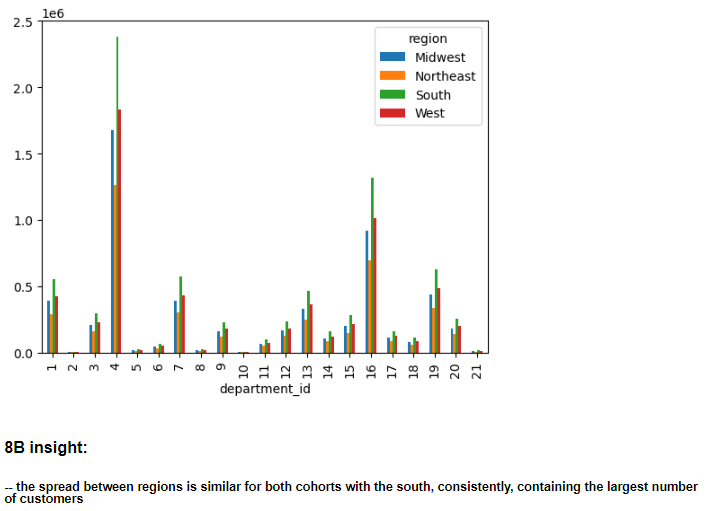 1e6
2.5
2.0
1.5
1.0
0.5
0.0
region
Midwest
Northeast
South
West
1 2 3 4 5 6 7 8 9 10 11 12 13 14 15 16 17 18 19 20 21
department_id
8B insight:
-- the spread between regions is similar for both cohorts with the south, consistently, containing the largest number
of customers